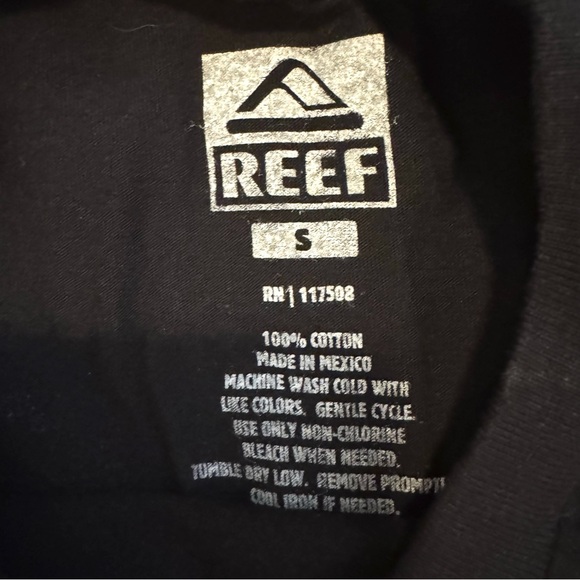 REEF
S
RN | 117508
100% COTTON
MADE IN MEXICO
MACHINE WASH COLD WITH
LIKE COLORS. GENTLE CYCLE.
USE ONLY NON-CHLORINE
BLEACH WHEN NEEDED.
TUMBLE DRY LOW. REMOVE
COOL IRON IF NEEDED.